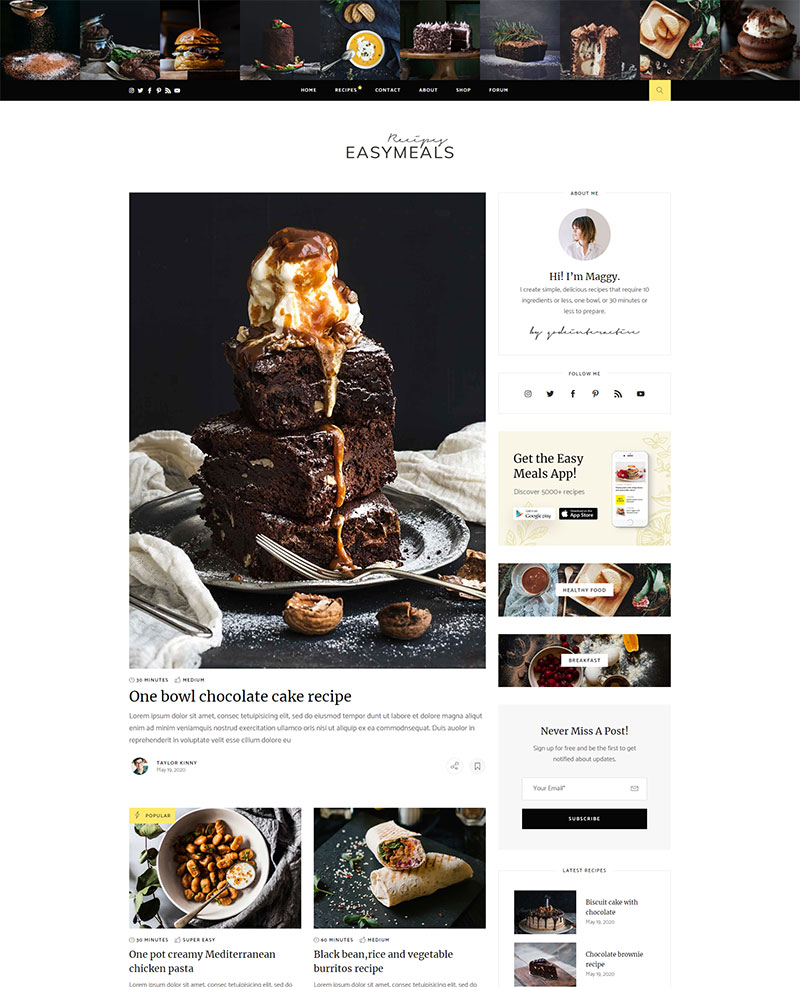 HOME RECIPES CONTACT ABOUT SHOP FORUM
Recipes
EASYMEALS
30 MINUTES MEDIUM
One bowl chocolate cake recipe
Lorem ipsum dolor sit amet, consec tetuipisicing elit, sed do eiusmod tempor dunt ut labore et dolore magna aliqut
enim ad minim veniam, quis nostrud exercitation ullamco oris nisi ut aliquip ex ea commodnsequat. Duis auolor in
reprehenderit in voluptate velit esse cillum dolore eu
TAYLOR KINNY
May 19, 2020
POPULAR
30 MINUTES SUPER EASY
One pot creamy Mediterranean
chicken pasta
Lorem ipsum dolor sit amet, consec tetuipisicing elit, sed do
60 MINUTES MEDIUM
Black bean,rice and vegetable
burritos recipe
Lorem ipsum dolor sit amet, consec tetuipisicing elit, sed do
ABOUT ME
Hi! I'm Maggy.
I create simple, delicious recipes that require 10
ingredients or less, one bowl, or 30 minutes or
less to prepare.
by qodeinteractive
FOLLOW ME
Get the Easy
Meals App!
Discover 5000+ recipes
Google play
App Store
HEALTHY FOOD
BREAKFAST
Never Miss A Post!
Sign up for free and be the first to get
notified about updates.
Your Email*
SUBSCRIBE
LATEST RECIPES
Biscuit cake with
chocolate
May 19, 2020
Chocolate brownie
recipe
May 19, 2020